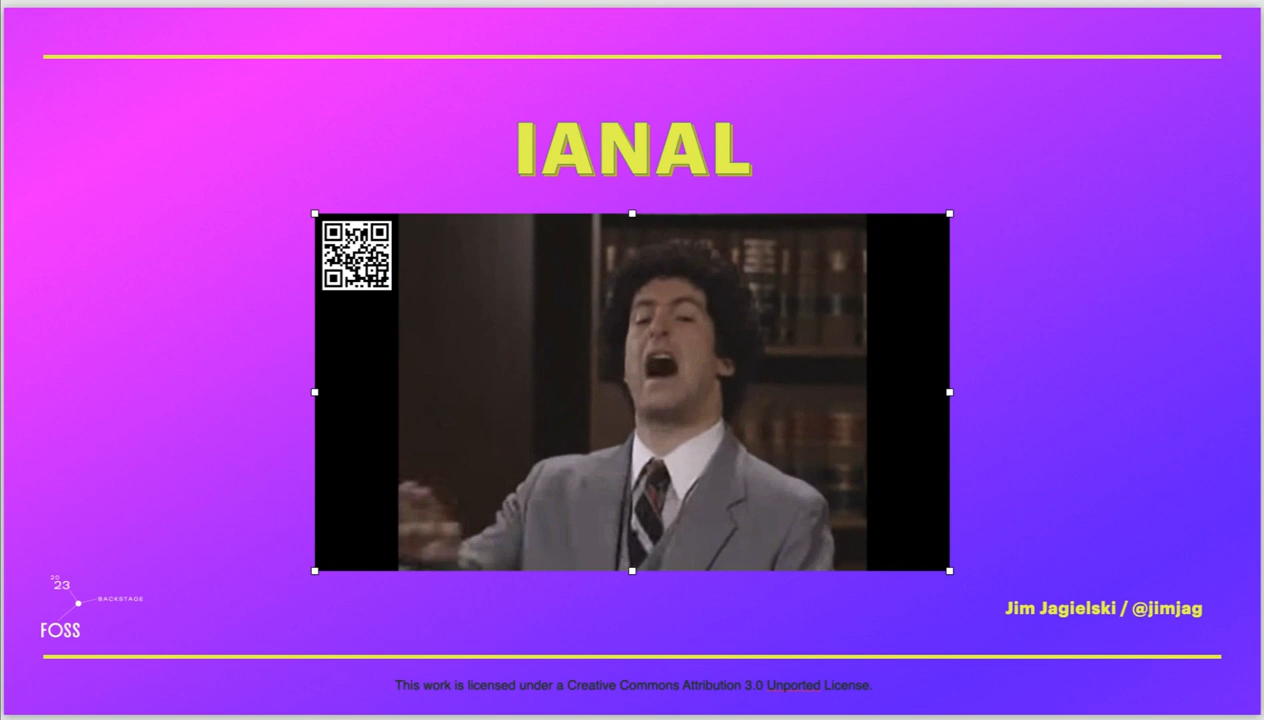 IANAL
20
23
BACKSTAGE
FOSS
Jim Jagielski / @jimjag
This work is licensed under a Creative Commons Attribution 3.0 Unported License.